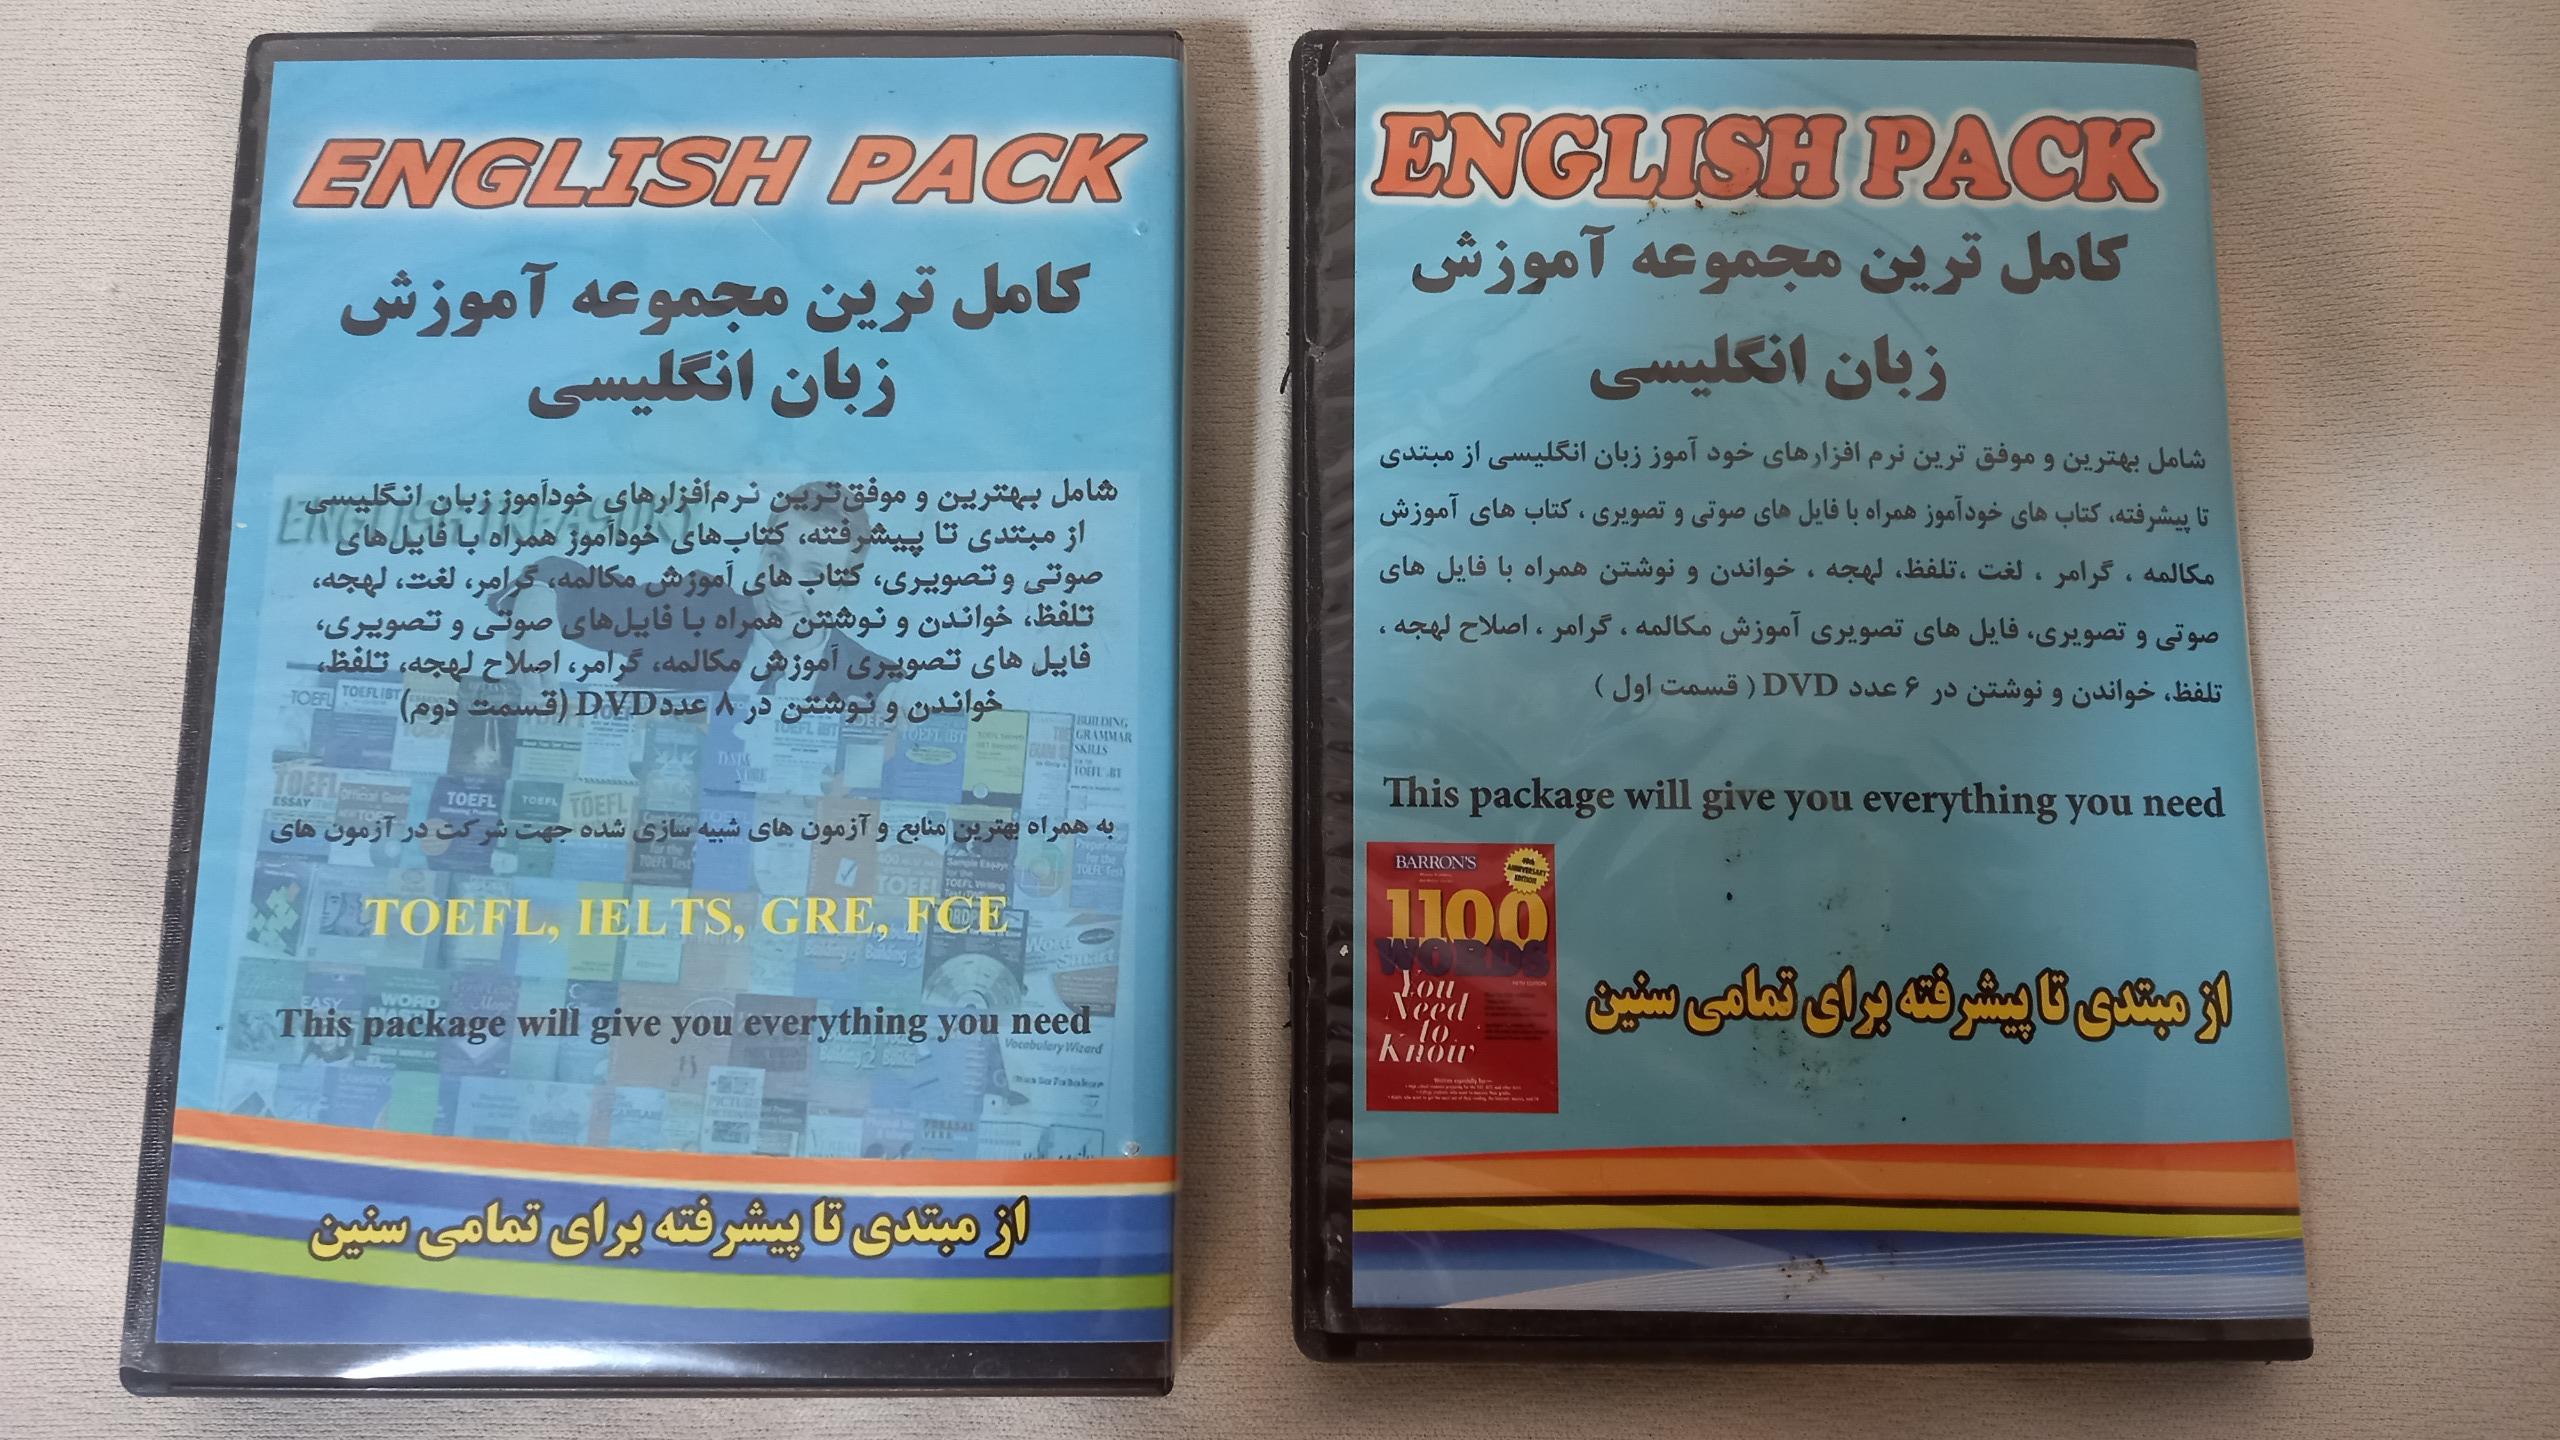 ENGLISH PACK
کامل ترین مجموعه آموزش
زبان انگلیسی
شامل بهترین و موفق‌ترین نرم‌افزارهای خودآموز زبان انگلیسی
از مبتدی تا پیشرفته، کتاب‌های خودآموز همراه با فایل‌های
صوتی و تصویری، کتاب های آموزش مکالمه، گرامر، لغت، لهجه،
تلفظ، خواندن و نوشتن همراه با فایل‌های صوتی و تصویری،
فایل های تصویری آموزش مکالمه، گرامر، اصلاح لهجه، تلفظ،
خواندن و نوشتن در ۸ عدد DVD (قسمت دوم)
به همراه بهترین منابع و آزمون های شبیه سازی شده جهت شرکت در آزمون های
TOEFL, IELTS, GRE, FCE
This package will give you everything you need
از مبتدی تا پیشرفته برای تمامی سنین
ENGLISH PACK
کامل ترین مجموعه آموزش
زبان انگلیسی
شامل بهترین و موفق ترین نرم افزارهای خود آموز زبان انگلیسی از مبتدی
تا پیشرفته، کتاب های خودآموز همراه با فایل های صوتی و تصویری ، کتاب های آموزش
مکالمه ، گرامر ، لغت ،تلفظ، لهجه ، خواندن و نوشتن همراه با فایل های
صوتی و تصویری، فایل های تصویری آموزش مکالمه ، گرامر ، اصلاح لهجه ،
تلفظ، خواندن و نوشتن در ۶ عدد DVD ( قسمت اول )
This package will give you everything you need
BARRON'S
40th
ANNIVERSARY
EDITION
1100
WORDS
FIFTH EDITION
You
Need
to
Know
از مبتدی تا پیشرفته برای تمامی سنین